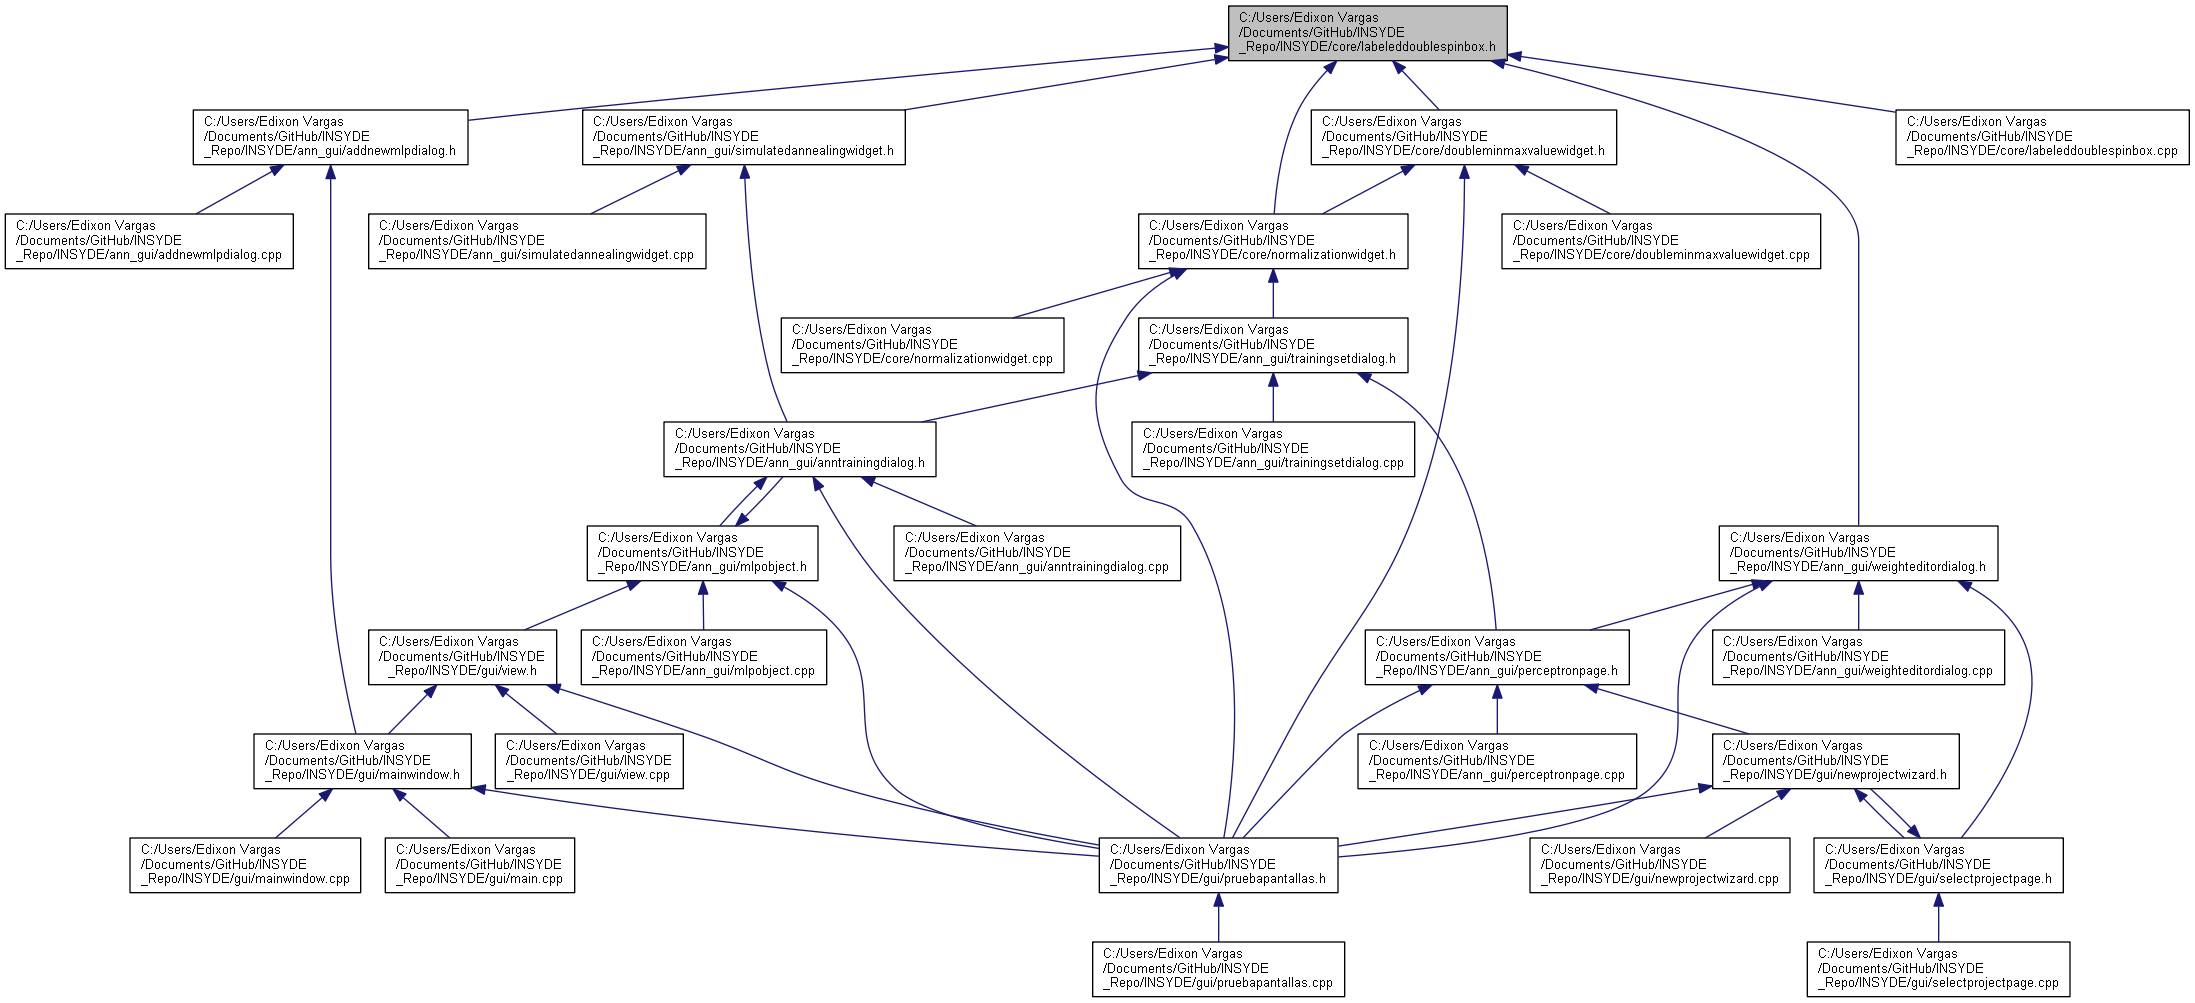 C:/Users/Edixon Vargas
/Documents/GitHub/INSYDE
_Repo/INSYDE/core/labeleddoublespinbox.h
C:/Users/Edixon Vargas
/Documents/GitHub/INSYDE
_Repo/INSYDE/ann_gui/addnewmlpdialog.h
C:/Users/Edixon Vargas
/Documents/GitHub/INSYDE
_Repo/INSYDE/ann_gui/simulatedannealingwidget.h
C:/Users/Edixon Vargas
/Documents/GitHub/INSYDE
_Repo/INSYDE/core/doubleminmaxvaluewidget.h
C:/Users/Edixon Vargas
/Documents/GitHub/INSYDE
_Repo/INSYDE/core/labeleddoublespinbox.cpp
C:/Users/Edixon Vargas
/Documents/GitHub/INSYDE
_Repo/INSYDE/ann_gui/addnewmlpdialog.cpp
C:/Users/Edixon Vargas
/Documents/GitHub/INSYDE
_Repo/INSYDE/ann_gui/simulatedannealingwidget.cpp
C:/Users/Edixon Vargas
/Documents/GitHub/INSYDE
_Repo/INSYDE/core/normalizationwidget.h
C:/Users/Edixon Vargas
/Documents/GitHub/INSYDE
_Repo/INSYDE/core/doubleminmaxvaluewidget.cpp
C:/Users/Edixon Vargas
/Documents/GitHub/INSYDE
_Repo/INSYDE/core/normalizationwidget.cpp
C:/Users/Edixon Vargas
/Documents/GitHub/INSYDE
_Repo/INSYDE/ann_gui/trainingsetdialog.h
C:/Users/Edixon Vargas
/Documents/GitHub/INSYDE
_Repo/INSYDE/ann_gui/anntrainingdialog.h
C:/Users/Edixon Vargas
/Documents/GitHub/INSYDE
_Repo/INSYDE/ann_gui/trainingsetdialog.cpp
C:/Users/Edixon Vargas
/Documents/GitHub/INSYDE
_Repo/INSYDE/ann_gui/mlpobject.h
C:/Users/Edixon Vargas
/Documents/GitHub/INSYDE
_Repo/INSYDE/ann_gui/anntrainingdialog.cpp
C:/Users/Edixon Vargas
/Documents/GitHub/INSYDE
_Repo/INSYDE/ann_gui/weighteditordialog.h
C:/Users/Edixon Vargas
/Documents/GitHub/INSYDE
_Repo/INSYDE/gui/view.h
C:/Users/Edixon Vargas
/Documents/GitHub/INSYDE
_Repo/INSYDE/ann_gui/mlpobject.cpp
C:/Users/Edixon Vargas
/Documents/GitHub/INSYDE
_Repo/INSYDE/ann_gui/perceptronpage.h
C:/Users/Edixon Vargas
/Documents/GitHub/INSYDE
_Repo/INSYDE/ann_gui/weighteditordialog.cpp
C:/Users/Edixon Vargas
/Documents/GitHub/INSYDE
_Repo/INSYDE/gui/mainwindow.h
C:/Users/Edixon Vargas
/Documents/GitHub/INSYDE
_Repo/INSYDE/gui/view.cpp
C:/Users/Edixon Vargas
/Documents/GitHub/INSYDE
_Repo/INSYDE/ann_gui/perceptronpage.cpp
C:/Users/Edixon Vargas
/Documents/GitHub/INSYDE
_Repo/INSYDE/gui/newprojectwizard.h
C:/Users/Edixon Vargas
/Documents/GitHub/INSYDE
_Repo/INSYDE/gui/mainwindow.cpp
C:/Users/Edixon Vargas
/Documents/GitHub/INSYDE
_Repo/INSYDE/gui/main.cpp
C:/Users/Edixon Vargas
/Documents/GitHub/INSYDE
_Repo/INSYDE/gui/pruebapantallas.h
C:/Users/Edixon Vargas
/Documents/GitHub/INSYDE
_Repo/INSYDE/gui/newprojectwizard.cpp
C:/Users/Edixon Vargas
/Documents/GitHub/INSYDE
_Repo/INSYDE/gui/selectprojectpage.h
C:/Users/Edixon Vargas
/Documents/GitHub/INSYDE
_Repo/INSYDE/gui/pruebapantallas.cpp
C:/Users/Edixon Vargas
/Documents/GitHub/INSYDE
_Repo/INSYDE/gui/selectprojectpage.cpp